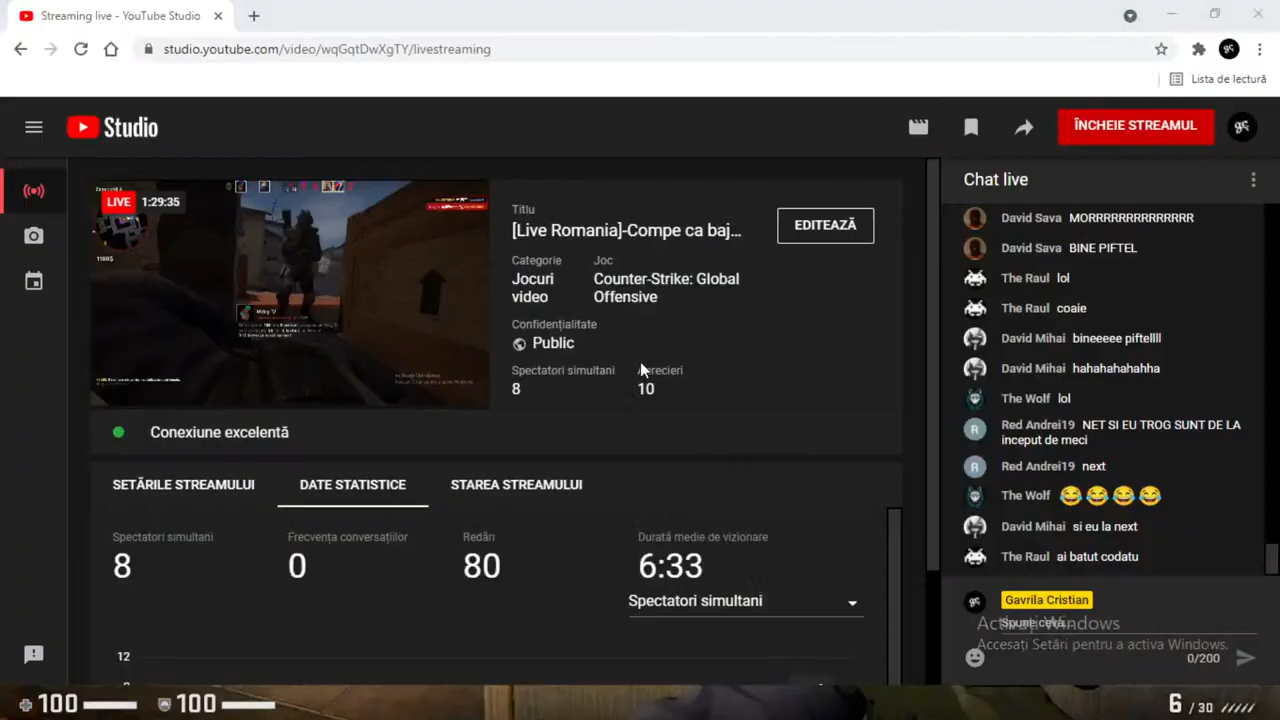 Streaming live - YouTube Studio
studio.youtube.com/video/wqGqtDwXgTY/livestreaming
Lista de lectură
Studio
ÎNCHEIE STREAMUL
LIVE 1:29:35
Titlu
[Live Romania]-Compe ca baj...
EDITEAZĂ
Categorie
Joc
Jocuri video
Counter-Strike: Global Offensive
Confidențialitate
Public
Spectatori simultani
8
10
Conexiune excelentă
SETĂRILE STREAMULUI
DATE STATISTICE
STAREA STREAMULUI
Spectatori simultani
8
Frecvența conversațiilor
0
Redări
80
Durată medie de vizionare
6:33
Spectatori simultani
12
Chat live
David Sava MORRRRRRRRRRRRRR
David Sava BINE PIFTEL
The Raul lol
The Raul coaie
David Mihai bineeeee piftellll
David Mihai hahahahahahha
The Wolf lol
Red Andrei19 NET SI EU TROG SUNT DE LA
inceput de meci
Red Andrei19 next
The Wolf 😂😂😂😂
David Mihai si eu la next
The Raul ai batut codatu
Gavrila Cristian
Spune ceva...
Activați Windows
Accesați Setări pentru a activa Windows.
0/200
100
100
6 / 30